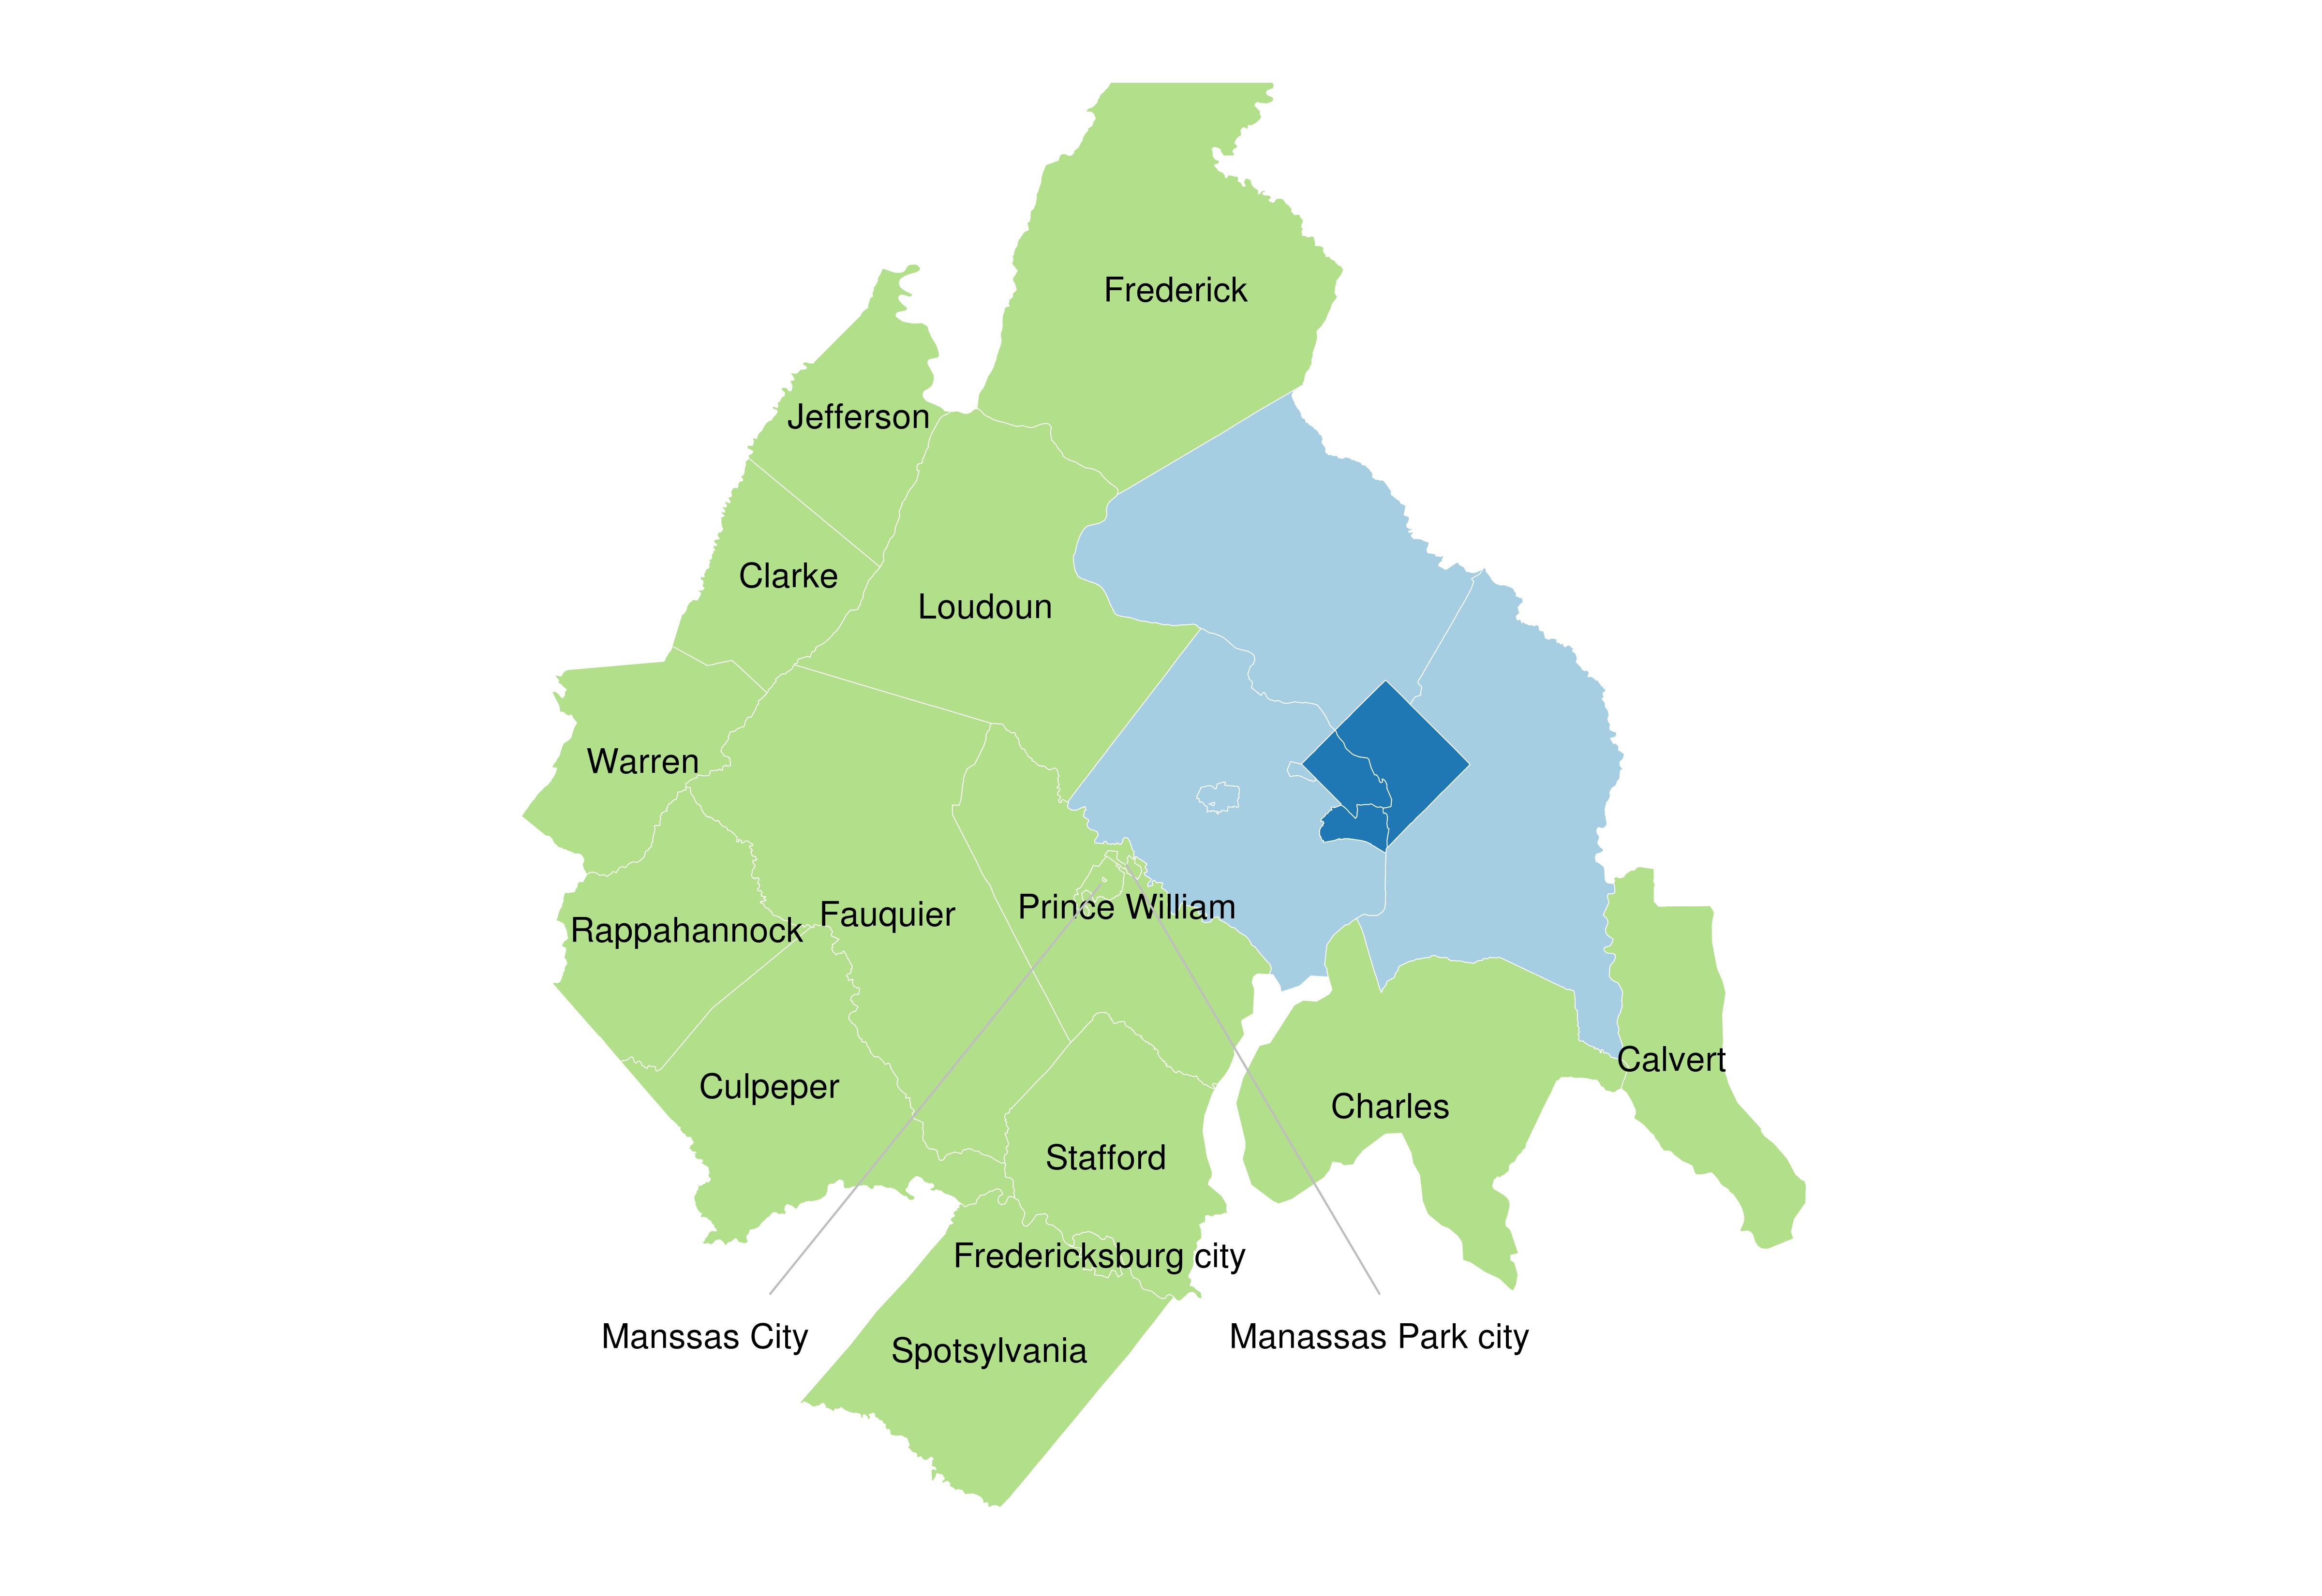 Frederick
Jefferson
Clarke
Loudoun
Warren
Prince William
Fauquier
Rappahannock
Calvert
Culpeper
Charles
Stafford
Fredericksburg city
Manssas City
Manassas Park city
Spotsylvania